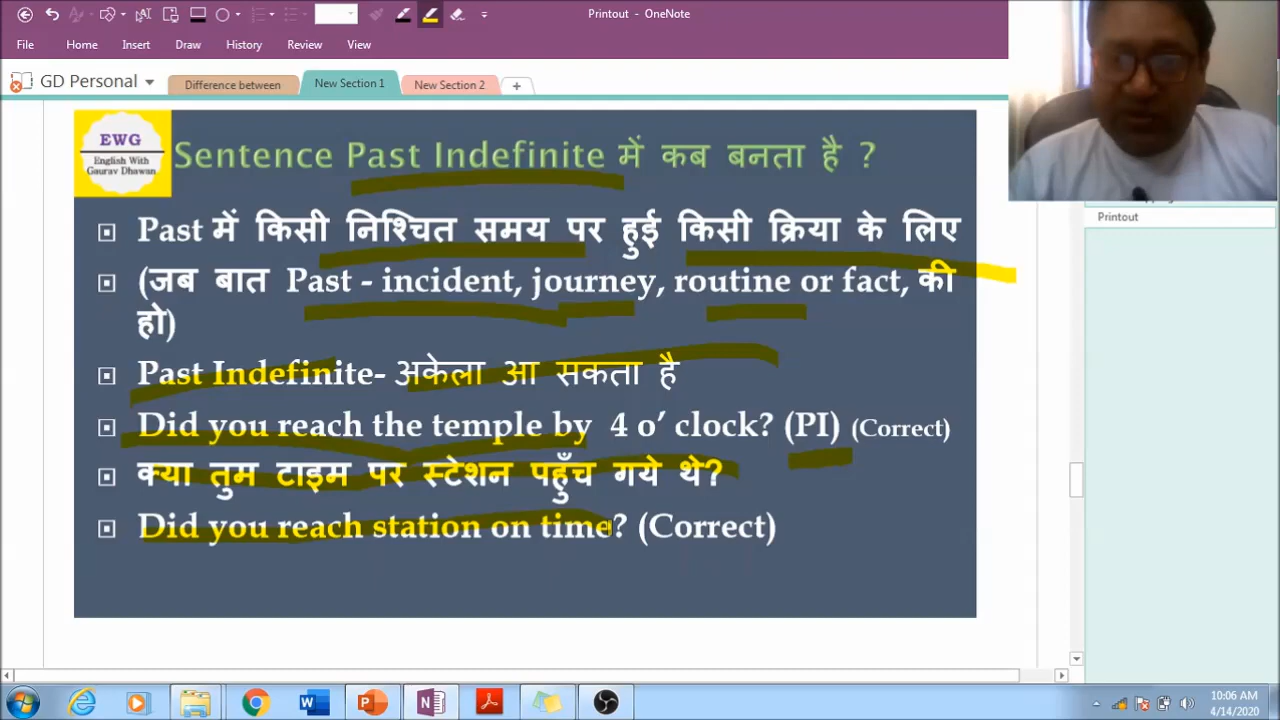 Printout - OneNote
File Home Insert Draw History Review View
GD Personal Difference between New Section 1 New Section 2
Printout
EWG
English With
Gaurav Dhawan
Sentence Past Indefinite में कब बनता है ?
Past में किसी निश्चित समय पर हुई किसी क्रिया के लिए
(जब बात Past - incident, journey, routine or fact, की
हो)
Past Indefinite- अकेला आ सकता है
Did you reach the temple by 4 o’ clock? (PI) (Correct)
क्या तुम टाइम पर स्टेशन पहुँच गये थे?
Did you reach station on time? (Correct)
10:06 AM
4/14/2020